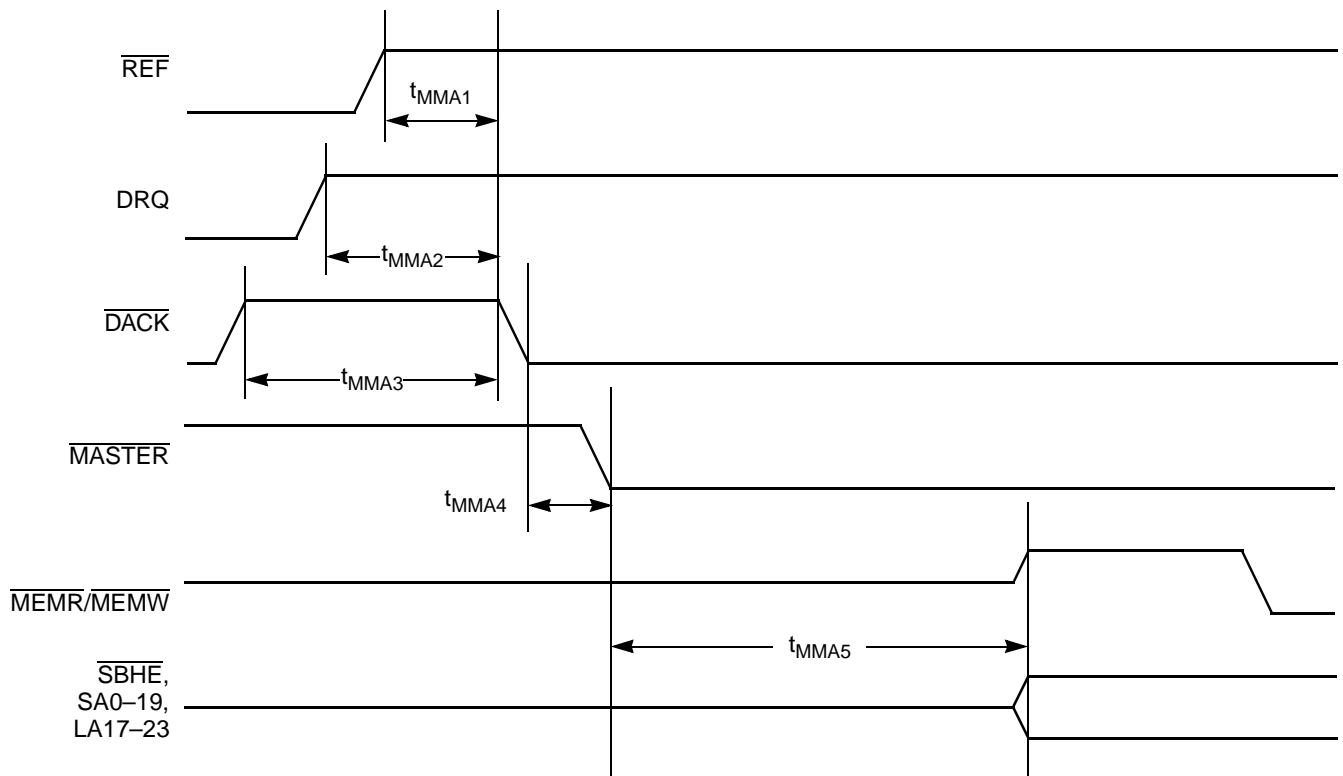 REF
tMMA1
DRQ
tMMA2
DACK
tMMA3
MASTER
tMMA4
MEMR/MEMW
tMMA5
SBHE,
SA0–19,
LA17–23